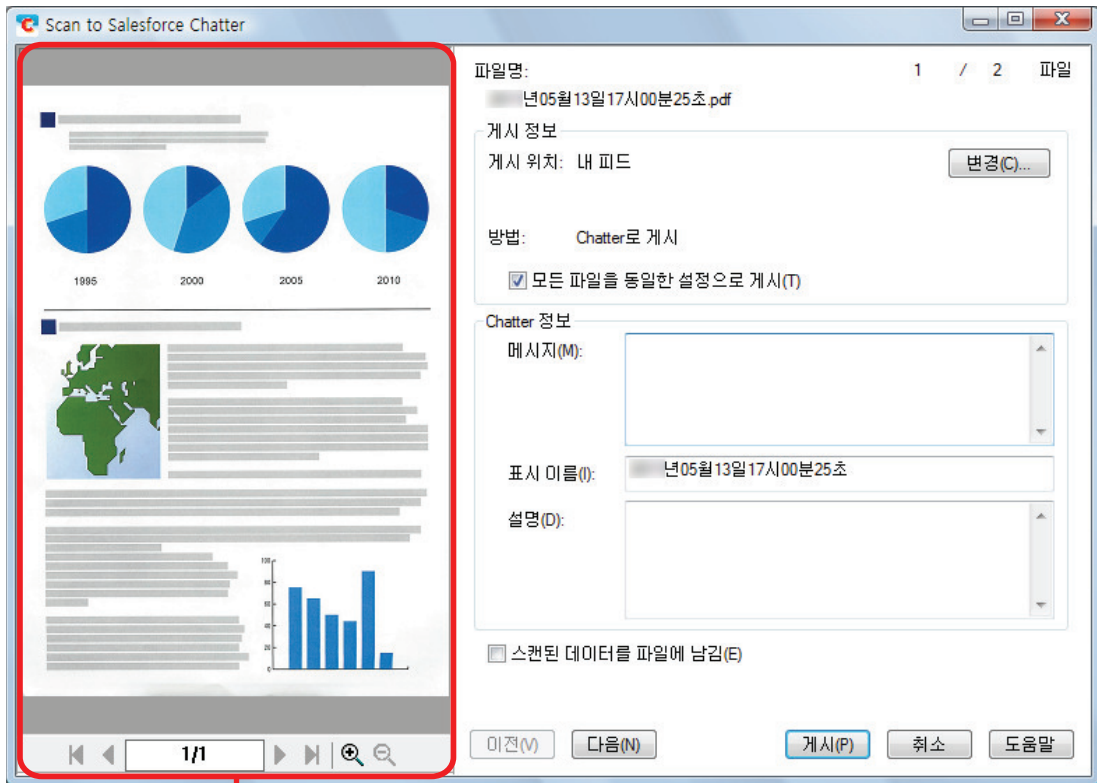 Scan to Salesforce Chatter
1995 2000 2005 2010
100
80
60
40
20
0
1/1
파일명: 1 / 2 파일
년05월13일17시00분25초.pdf
게시 정보
게시 위치: 내 피드 변경(C)...
방법: Chatter로 게시
모든 파일을 동일한 설정으로 게시(T)
Chatter 정보
메시지(M):
표시 이름(I): 년05월13일17시00분25초
설명(D):
스캔된 데이터를 파일에 남김(E)
이전(V) 다음(N) 게시(P) 취소 도움말